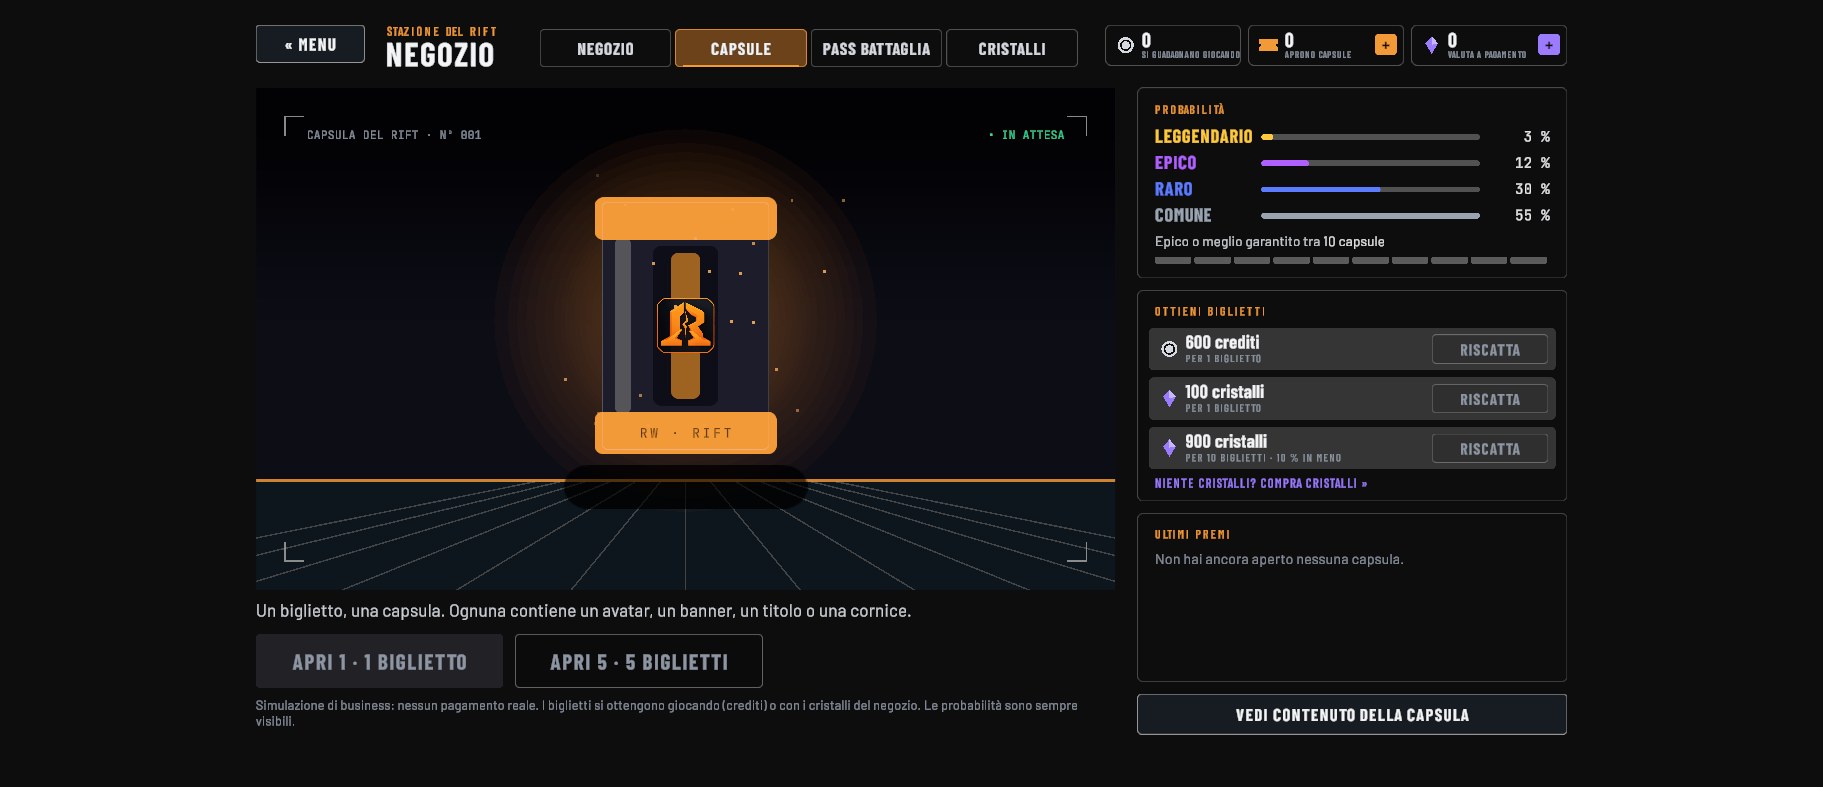 « MENU
STAZIONE DEL RIFT
NEGOZIO
NEGOZIO
CAPSULE
PASS BATTAGLIA
CRISTALLI
0
SI GUADAGNANO GIOCANDO
0
APRONO CAPSULE
+
0
VALUTA A PAGAMENTO
+
CAPSULA DEL RIFT · N° 001
• IN ATTESA
R
RW · RIFT
Un biglietto, una capsula. Ognuna contiene un avatar, un banner, un titolo o una cornice.
APRI 1 · 1 BIGLIETTO
APRI 5 · 5 BIGLIETTI
Simulazione di business: nessun pagamento reale. I biglietti si ottengono giocando (crediti) o con i cristalli del negozio. Le probabilità sono sempre
visibili.
PROBABILITÀ
LEGGENDARIO 3 %
EPICO 12 %
RARO 30 %
COMUNE 55 %
Epico o meglio garantito tra 10 capsule
OTTIENI BIGLIETTI
600 crediti
PER 1 BIGLIETTO
RISCATTA
100 cristalli
PER 1 BIGLIETTO
RISCATTA
900 cristalli
PER 10 BIGLIETTI · 10 % IN MENO
RISCATTA
NIENTE CRISTALLI? COMPRA CRISTALLI »
ULTIMI PREMI
Non hai ancora aperto nessuna capsula.
VEDI CONTENUTO DELLA CAPSULA